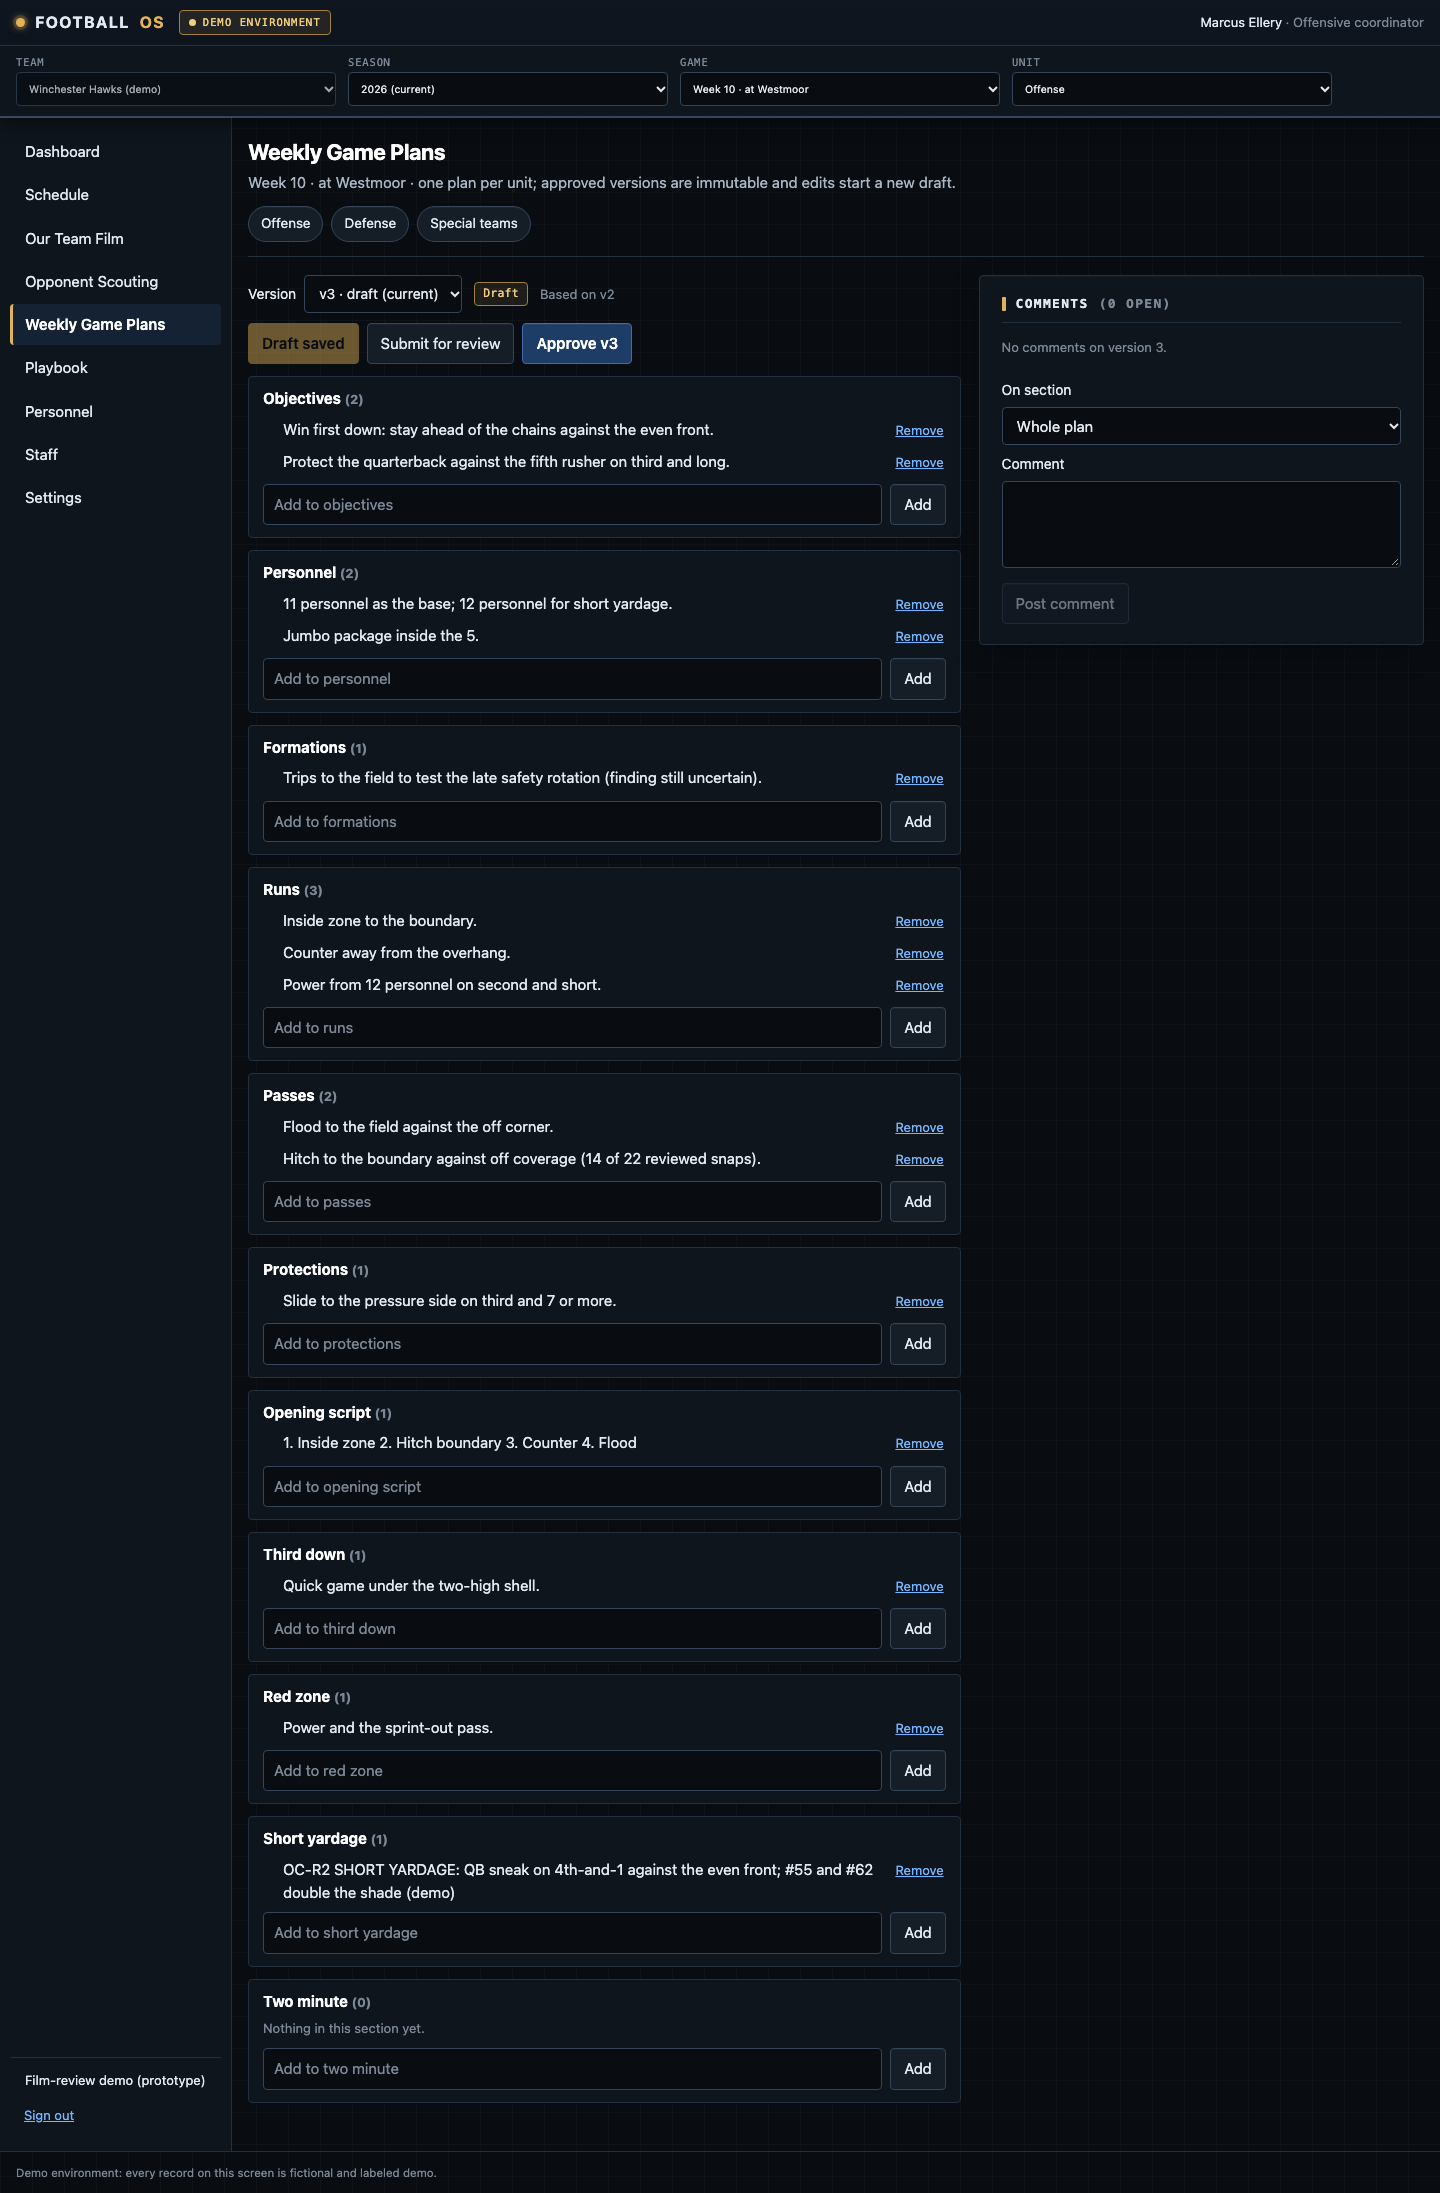 FOOTBALL OS
DEMO ENVIRONMENT
Marcus Ellery · Offensive coordinator
TEAM
Winchester Hawks (demo)
SEASON
2026 (current)
GAME
Week 10 · at Westmoor
UNIT
Offense
Dashboard
Schedule
Our Team Film
Opponent Scouting
Weekly Game Plans
Playbook
Personnel
Staff
Settings
Film-review demo (prototype)
Sign out
Weekly Game Plans
Week 10 · at Westmoor · one plan per unit; approved versions are immutable and edits start a new draft.
Offense
Defense
Special teams
Version
v3 · draft (current)
Draft
Based on v2
Draft saved
Submit for review
Approve v3
Objectives (2)
Win first down: stay ahead of the chains against the even front.
Remove
Protect the quarterback against the fifth rusher on third and long.
Remove
Add to objectives
Add
Personnel (2)
11 personnel as the base; 12 personnel for short yardage.
Remove
Jumbo package inside the 5.
Remove
Add to personnel
Add
Formations (1)
Trips to the field to test the late safety rotation (finding still uncertain).
Remove
Add to formations
Add
Runs (3)
Inside zone to the boundary.
Remove
Counter away from the overhang.
Remove
Power from 12 personnel on second and short.
Remove
Add to runs
Add
Passes (2)
Flood to the field against the off corner.
Remove
Hitch to the boundary against off coverage (14 of 22 reviewed snaps).
Remove
Add to passes
Add
Protections (1)
Slide to the pressure side on third and 7 or more.
Remove
Add to protections
Add
Opening script (1)
1. Inside zone 2. Hitch boundary 3. Counter 4. Flood
Remove
Add to opening script
Add
Third down (1)
Quick game under the two-high shell.
Remove
Add to third down
Add
Red zone (1)
Power and the sprint-out pass.
Remove
Add to red zone
Add
Short yardage (1)
OC-R2 SHORT YARDAGE: QB sneak on 4th-and-1 against the even front; #55 and #62
double the shade (demo)
Remove
Add to short yardage
Add
Two minute (0)
Nothing in this section yet.
Add to two minute
Add
COMMENTS (0 OPEN)
No comments on version 3.
On section
Whole plan
Comment
Post comment
Demo environment: every record on this screen is fictional and labeled demo.